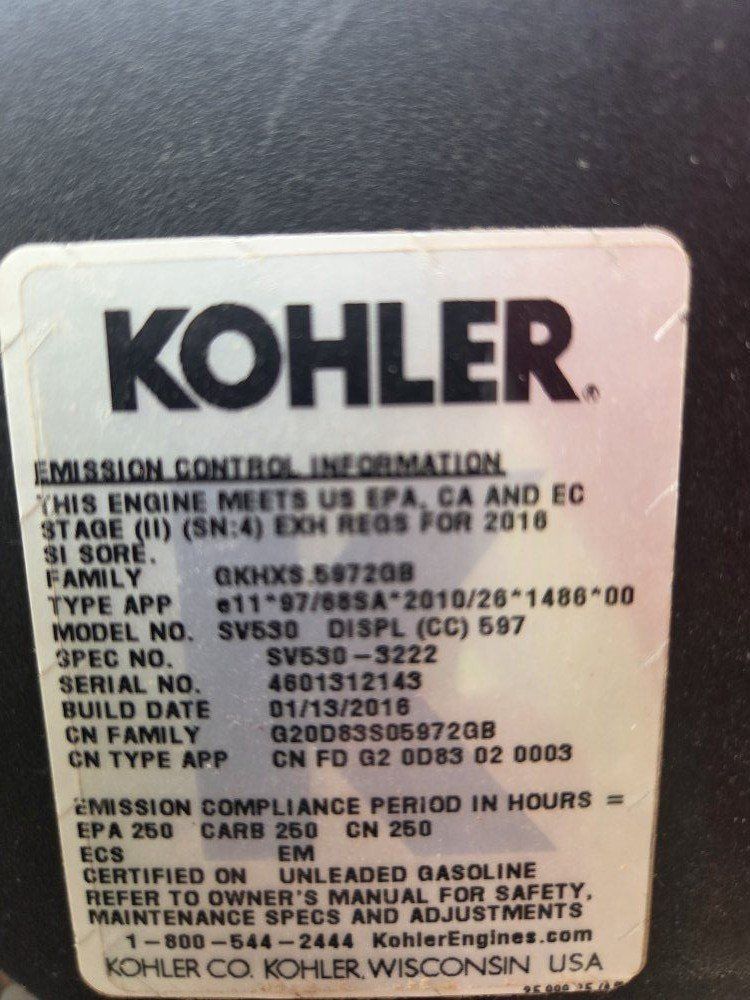 KOHLER®
EMISSION CONTROL INFORMATION
THIS ENGINE MEETS US EPA, CA AND EC
STAGE (II) (SN:4) EXH REGS FOR 2016
SI SORE.
FAMILY GKHXS.5972GB
TYPE APP e11*97/68SA*2010/26*1486*00
MODEL NO. SV530 DISPL (CC) 597
SPEC NO. SV530-3222
SERIAL NO. 4601312143
BUILD DATE 01/13/2016
CN FAMILY G20D83S05972GB
CN TYPE APP CN FD G2 0D83 02 0003
EMISSION COMPLIANCE PERIOD IN HOURS =
EPA 250 CARB 250 CN 250
ECS EM
CERTIFIED ON UNLEADED GASOLINE
REFER TO OWNER'S MANUAL FOR SAFETY,
MAINTENANCE SPECS AND ADJUSTMENTS
1-800-544-2444 KohlerEngines.com
KOHLER CO. KOHLER, WISCONSIN USA